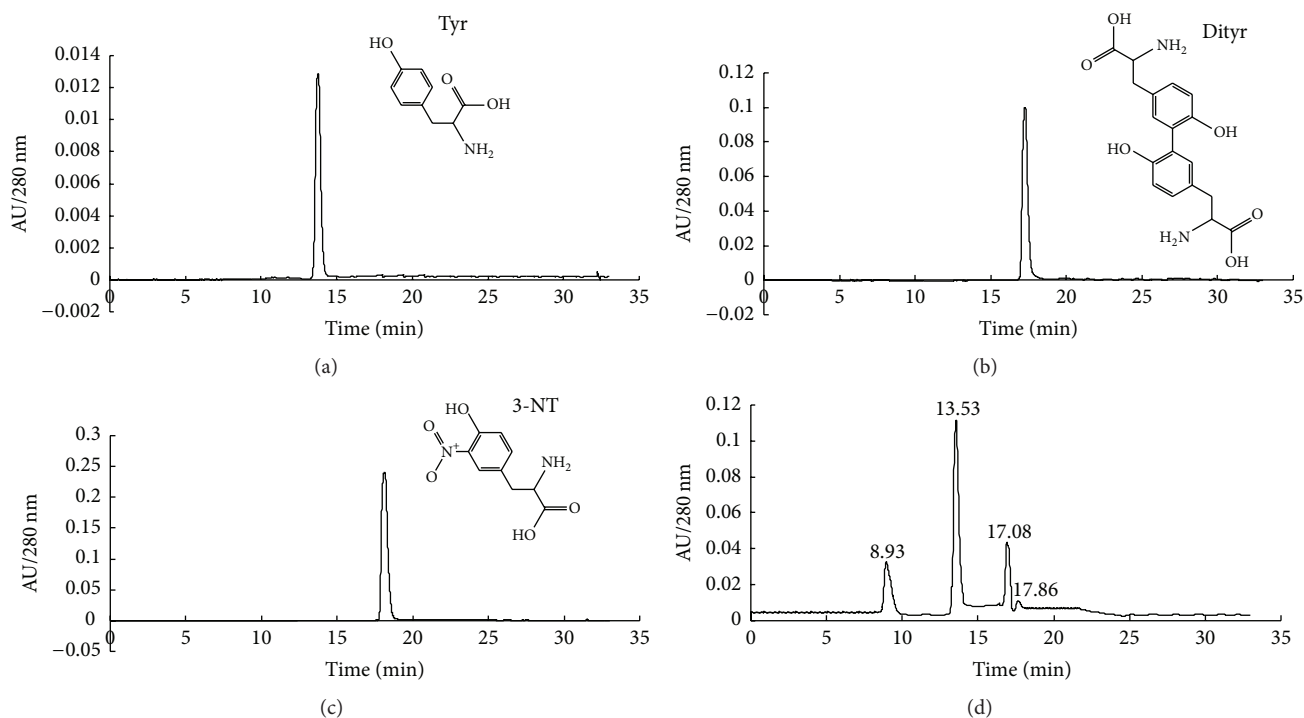 Tyr
HO
O
OH
NH2
0.014
0.012
0.01
0.008
0.006
0.004
0.002
0
−0.002
AU/280 nm
0 5 10 15 20 25 30 35
Time (min)
(a)
Dityr
OH
O
NH2
OH
HO
O
H2N
OH
0.12
0.1
0.08
0.06
0.04
0.02
0
−0.02
AU/280 nm
0 5 10 15 20 25 30 35
Time (min)
(b)
3-NT
HO
O
N+
O
NH2
O
HO
0.3
0.25
0.2
0.15
0.1
0.05
0
−0.05
AU/280 nm
0 5 10 15 20 25 30 35
Time (min)
(c)
0.12
0.1
0.08
0.06
0.04
0.02
0
AU/280 nm
8.93
13.53
17.08
17.86
0 5 10 15 20 25 30 35
Time (min)
(d)